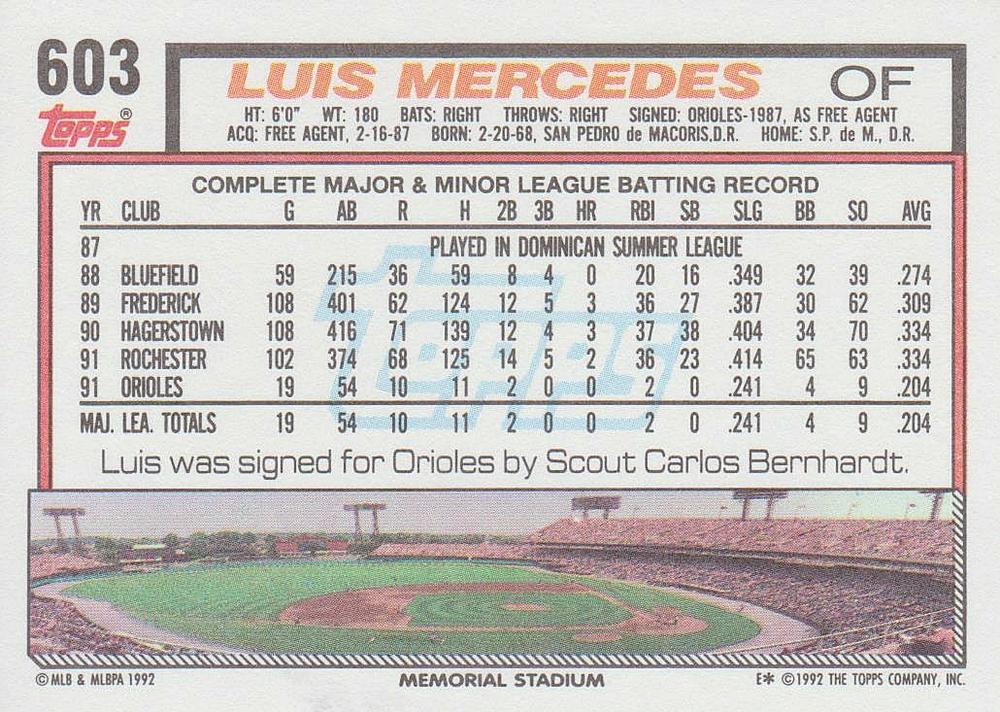 603
LUIS MERCEDES OF
topps®
HT: 6'0" WT: 180 BATS: RIGHT THROWS: RIGHT SIGNED: ORIOLES-1987, AS FREE AGENT
ACQ: FREE AGENT, 2-16-87 BORN: 2-20-68, SAN PEDRO de MACORIS,D.R. HOME: S.P. de M., D.R.
COMPLETE MAJOR & MINOR LEAGUE BATTING RECORD
YR CLUB G AB R H 2B 3B HR RBI SB SLG BB SO AVG
87 PLAYED IN DOMINICAN SUMMER LEAGUE
88 BLUEFIELD 59 215 36 59 8 4 0 20 16 .349 32 39 .274
89 FREDERICK 108 401 62 124 12 5 3 36 27 .387 30 62 .309
90 HAGERSTOWN 108 416 71 139 12 4 3 37 38 .404 34 70 .334
91 ROCHESTER 102 374 68 125 14 5 2 36 23 .414 65 63 .334
91 ORIOLES 19 54 10 11 2 0 0 2 0 .241 4 9 .204
MAJ. LEA. TOTALS 19 54 10 11 2 0 0 2 0 .241 4 9 .204
topps
Luis was signed for Orioles by Scout Carlos Bernhardt.
© MLB & MLBPA 1992 MEMORIAL STADIUM E* ©1992 THE TOPPS COMPANY, INC.